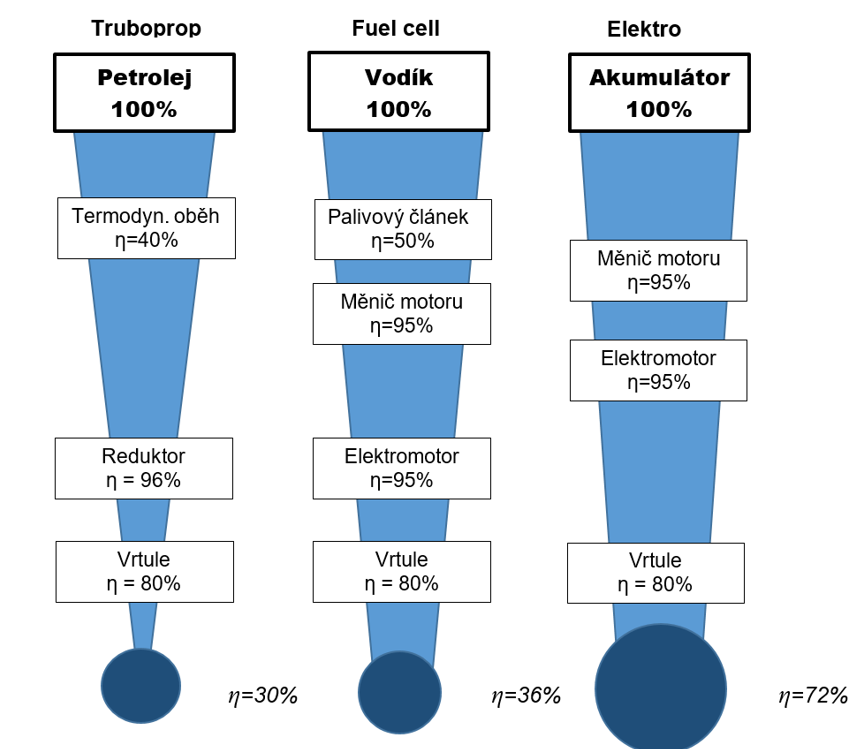 Truboprop
Petrolej
100%
Termodyn. oběh
η=40%
Reduktor
η = 96%
Vrtule
η = 80%
η=30%
Fuel cell
Vodík
100%
Palivový článek
η=50%
Měnič motoru
η=95%
Elektromotor
η=95%
Vrtule
η = 80%
η=36%
Elektro
Akumulátor
100%
Měnič motoru
η=95%
Elektromotor
η=95%
Vrtule
η = 80%
η=72%